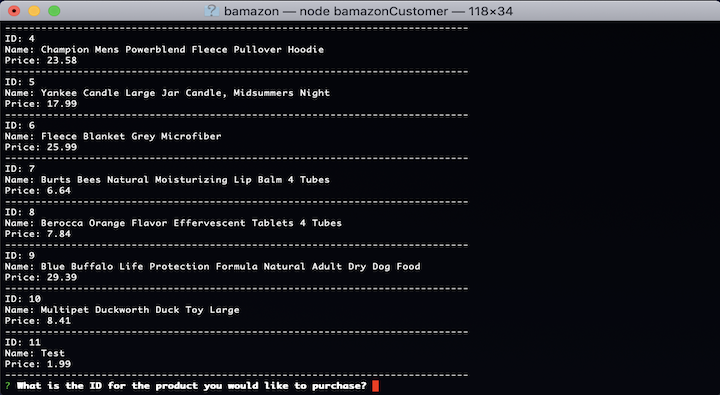 bamazon — node bamazonCustomer — 118×34
--------------------------------------------------------------------------------
ID: 4
Name: Champion Mens Powerblend Fleece Pullover Hoodie
Price: 23.58
--------------------------------------------------------------------------------
ID: 5
Name: Yankee Candle Large Jar Candle, Midsummers Night
Price: 17.99
--------------------------------------------------------------------------------
ID: 6
Name: Fleece Blanket Grey Microfiber
Price: 25.99
--------------------------------------------------------------------------------
ID: 7
Name: Burts Bees Natural Moisturizing Lip Balm 4 Tubes
Price: 6.64
--------------------------------------------------------------------------------
ID: 8
Name: Berocca Orange Flavor Effervescent Tablets 4 Tubes
Price: 7.84
--------------------------------------------------------------------------------
ID: 9
Name: Blue Buffalo Life Protection Formula Natural Adult Dry Dog Food
Price: 29.39
--------------------------------------------------------------------------------
ID: 10
Name: Multipet Duckworth Duck Toy Large
Price: 8.41
--------------------------------------------------------------------------------
ID: 11
Name: Test
Price: 1.99
--------------------------------------------------------------------------------
? What is the ID for the product you would like to purchase?